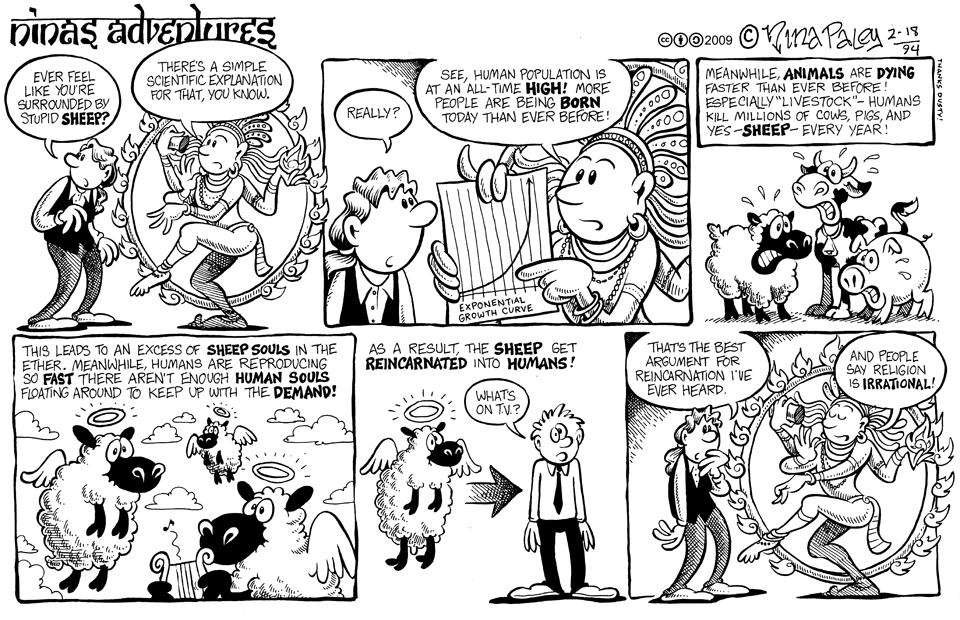 NINAS ADVENTURES
2009 © Nina Paley 2-18
94
THANKS DUSTY!
EVER FEEL
LIKE YOU'RE
SURROUNDED BY
STUPID SHEEP?
THERE'S A SIMPLE
SCIENTIFIC EXPLANATION
FOR THAT, YOU KNOW.
REALLY?
SEE, HUMAN POPULATION IS
AT AN ALL-TIME HIGH! MORE
PEOPLE ARE BEING BORN
TODAY THAN EVER BEFORE!
EXPONENTIAL
GROWTH CURVE
MEANWHILE, ANIMALS ARE DYING
FASTER THAN EVER BEFORE!
ESPECIALLY "LIVESTOCK"- HUMANS
KILL MILLIONS OF COWS, PIGS, AND
YES-SHEEP-EVERY YEAR!
THIS LEADS TO AN EXCESS OF SHEEP SOULS IN THE
ETHER. MEANWHILE, HUMANS ARE REPRODUCING
SO FAST THERE AREN'T ENOUGH HUMAN SOULS
FLOATING AROUND TO KEEP UP WITH THE DEMAND!
AS A RESULT, THE SHEEP GET
REINCARNATED INTO HUMANS!
WHAT'S
ON T.V.?
THAT'S THE BEST
ARGUMENT FOR
REINCARNATION I'VE
EVER HEARD.
AND PEOPLE
SAY RELIGION
IS IRRATIONAL!